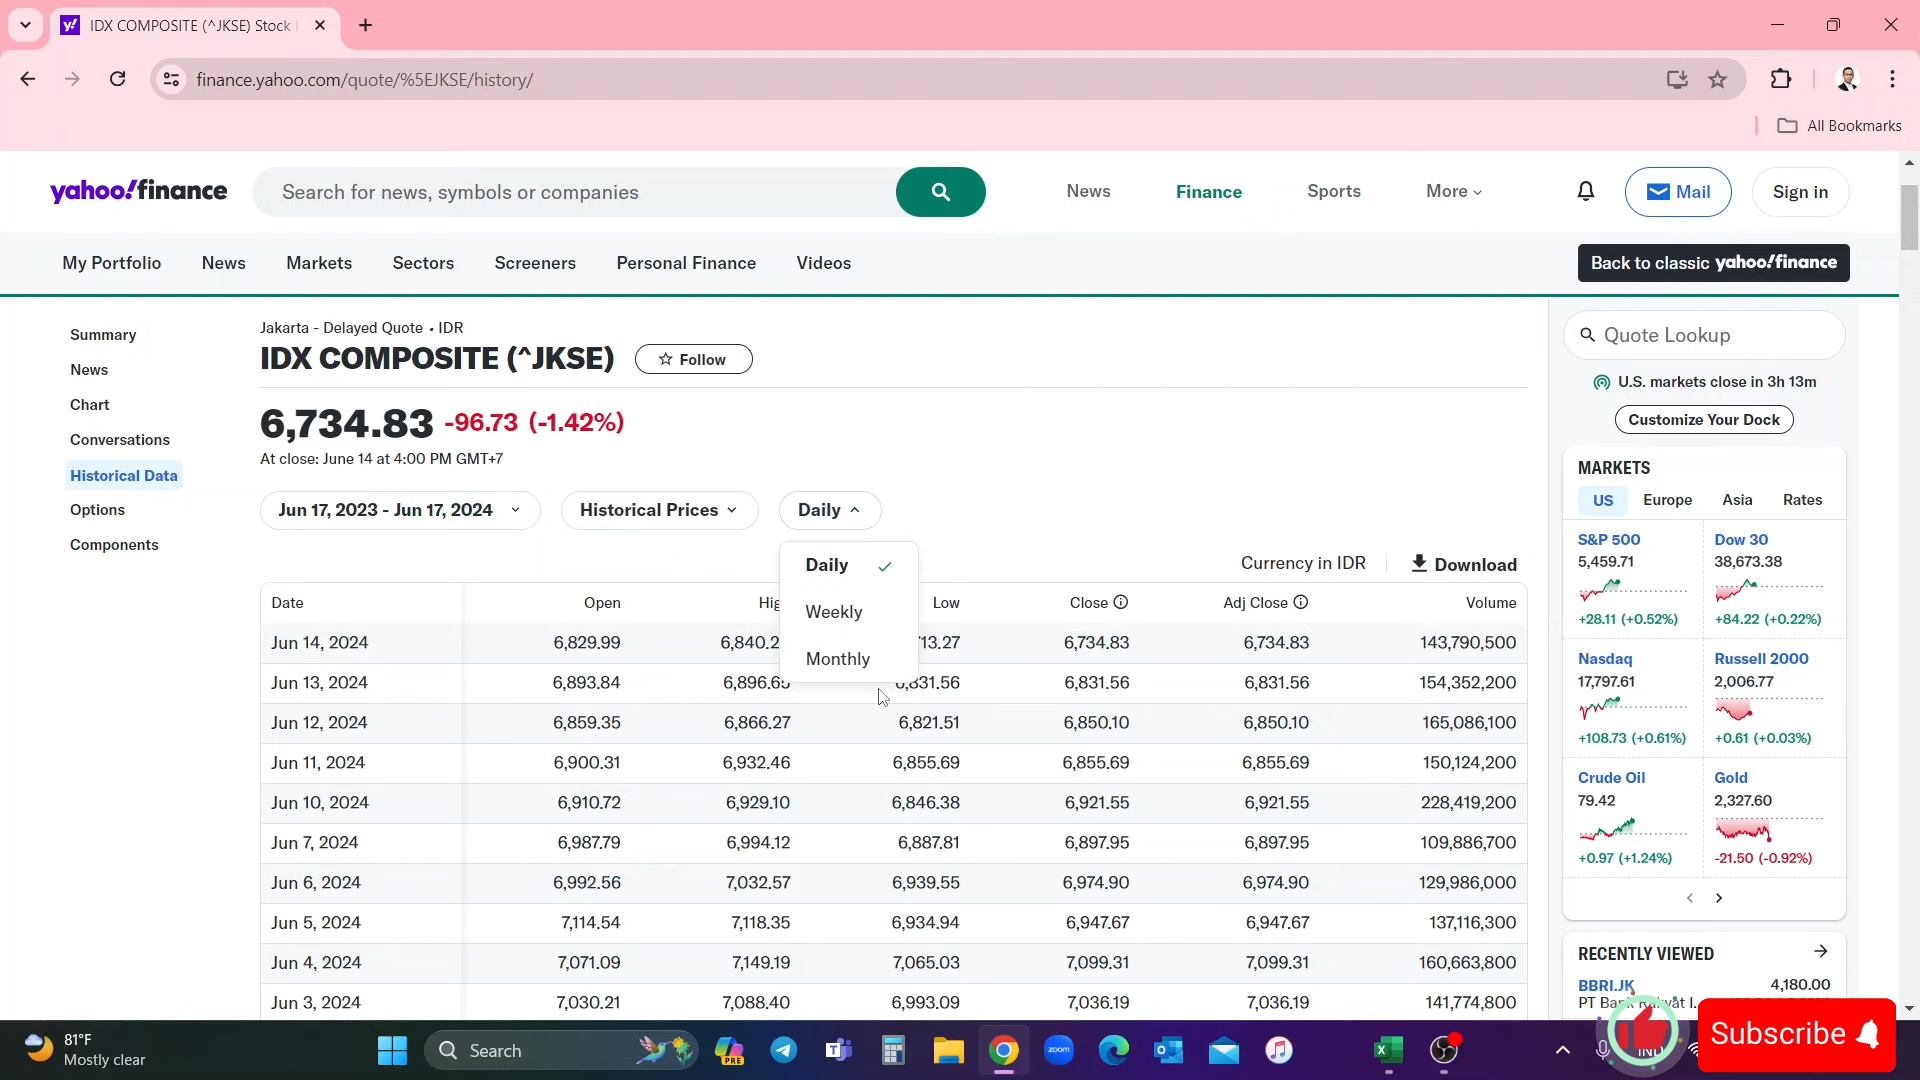 IDX COMPOSITE (^JKSE) Stock
finance.yahoo.com/quote/%5EJKSE/history/
All Bookmarks
yahoo!finance
Search for news, symbols or companies
News
Finance
Sports
More
Mail
Sign in
My Portfolio
News
Markets
Sectors
Screeners
Personal Finance
Videos
Back to classic yahoo!finance
Summary
News
Chart
Conversations
Historical Data
Options
Components
Jakarta - Delayed Quote • IDR
IDX COMPOSITE (^JKSE)
Follow
6,734.83 -96.73 (-1.42%)
At close: June 14 at 4:00 PM GMT+7
Jun 17, 2023 - Jun 17, 2024
Historical Prices
Daily
Daily
Weekly
Monthly
Currency in IDR
Download
Date Open Low Close Adj Close Volume
Jun 14, 2024 6,829.99 6,734.83 6,734.83 143,790,500
Jun 13, 2024 6,893.84 6,896.65 6,831.56 6,831.56 6,831.56 154,352,200
Jun 12, 2024 6,859.35 6,866.27 6,821.51 6,850.10 6,850.10 165,086,100
Jun 11, 2024 6,900.31 6,932.46 6,855.69 6,855.69 6,855.69 150,124,200
Jun 10, 2024 6,910.72 6,929.10 6,846.38 6,921.55 6,921.55 228,419,200
Jun 7, 2024 6,987.79 6,994.12 6,887.81 6,897.95 6,897.95 109,886,700
Jun 6, 2024 6,992.56 7,032.57 6,939.55 6,974.90 6,974.90 129,986,000
Jun 5, 2024 7,114.54 7,118.35 6,934.94 6,947.67 6,947.67 137,116,300
Jun 4, 2024 7,071.09 7,149.19 7,065.03 7,099.31 7,099.31 160,663,800
Jun 3, 2024 7,030.21 7,088.40 6,993.09 7,036.19 7,036.19 141,774,800
Quote Lookup
U.S. markets close in 3h 13m
Customize Your Dock
MARKETS
US Europe Asia Rates
S&P 500 Dow 30
5,459.71 38,673.38
+28.11 (+0.52%) +84.22 (+0.22%)
Nasdaq Russell 2000
17,797.61 2,006.77
+108.73 (+0.61%) +0.61 (+0.03%)
Crude Oil Gold
79.42 2,327.60
+0.97 (+1.24%) -21.50 (-0.92%)
RECENTLY VIEWED
BBRI.JK 4,180.00
PT Bank Rakyat I...
Subscribe
81°F
Mostly clear
Search
PRE
zoom
IND